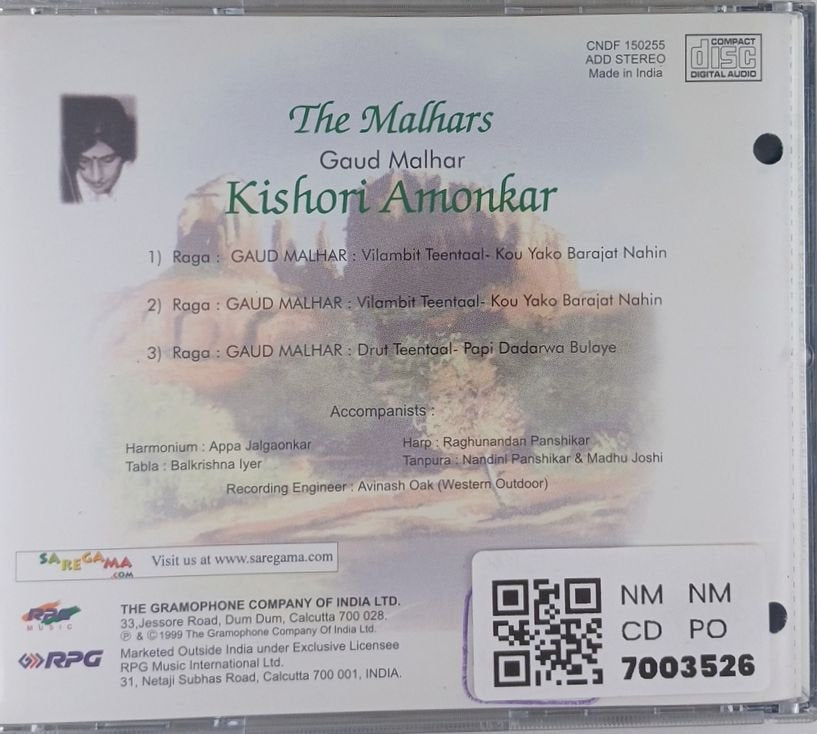 CNDF 150255
ADD STEREO
Made in India
COMPACT
disc
DIGITAL AUDIO
The Malhars
Gaud Malhar
Kishori Amonkar
1) Raga : GAUD MALHAR : Vilambit Teentaal- Kou Yako Barajat Nahin
2) Raga : GAUD MALHAR : Vilambit Teentaal- Kou Yako Barajat Nahin
3) Raga : GAUD MALHAR : Drut Teentaal- Papi Dadarwa Bulaye
Accompanists :
Harmonium : Appa Jalgaonkar
Tabla : Balkrishna Iyer
Harp : Raghunandan Panshikar
Tanpura : Nandini Panshikar & Madhu Joshi
Recording Engineer : Avinash Oak (Western Outdoor)
SAREGAMA
.COM
Visit us at www.saregama.com
RPG
MUSIC
THE GRAMOPHONE COMPANY OF INDIA LTD.
33,Jessore Road, Dum Dum, Calcutta 700 028.
℗ & ©1999 The Gramophone Company Of India Ltd.
RPG
Marketed Outside India under Exclusive Licensee
RPG Music International Ltd.
31, Netaji Subhas Road, Calcutta 700 001, INDIA.
NM NM
CD PO
7003526